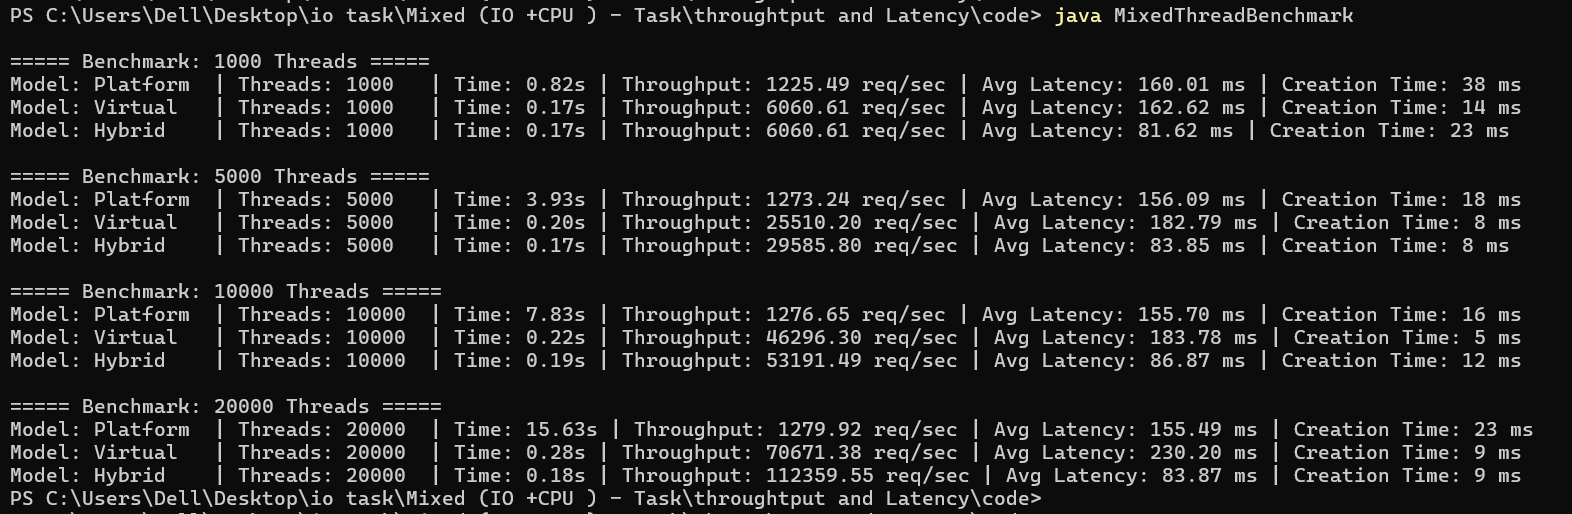 PS C:\Users\Dell\Desktop\io task\Mixed (IO +CPU ) - Task\throughtput and Latency\code> java MixedThreadBenchmark
===== Benchmark: 1000 Threads =====
Model: Platform  | Threads: 1000   | Time: 0.82s | Throughput: 1225.49 req/sec | Avg Latency: 160.01 ms | Creation Time: 38 ms
Model: Virtual   | Threads: 1000   | Time: 0.17s | Throughput: 6060.61 req/sec | Avg Latency: 162.62 ms | Creation Time: 14 ms
Model: Hybrid    | Threads: 1000   | Time: 0.17s | Throughput: 6060.61 req/sec | Avg Latency: 81.62 ms | Creation Time: 23 ms
===== Benchmark: 5000 Threads =====
Model: Platform  | Threads: 5000   | Time: 3.93s | Throughput: 1273.24 req/sec | Avg Latency: 156.09 ms | Creation Time: 18 ms
Model: Virtual   | Threads: 5000   | Time: 0.20s | Throughput: 25510.20 req/sec | Avg Latency: 182.79 ms | Creation Time: 8 ms
Model: Hybrid    | Threads: 5000   | Time: 0.17s | Throughput: 29585.80 req/sec | Avg Latency: 83.85 ms | Creation Time: 8 ms
===== Benchmark: 10000 Threads =====
Model: Platform  | Threads: 10000  | Time: 7.83s | Throughput: 1276.65 req/sec | Avg Latency: 155.70 ms | Creation Time: 16 ms
Model: Virtual   | Threads: 10000  | Time: 0.22s | Throughput: 46296.30 req/sec | Avg Latency: 183.78 ms | Creation Time: 5 ms
Model: Hybrid    | Threads: 10000  | Time: 0.19s | Throughput: 53191.49 req/sec | Avg Latency: 86.87 ms | Creation Time: 12 ms
===== Benchmark: 20000 Threads =====
Model: Platform  | Threads: 20000  | Time: 15.63s | Throughput: 1279.92 req/sec | Avg Latency: 155.49 ms | Creation Time: 23 ms
Model: Virtual   | Threads: 20000  | Time: 0.28s | Throughput: 70671.38 req/sec | Avg Latency: 230.20 ms | Creation Time: 9 ms
Model: Hybrid    | Threads: 20000  | Time: 0.18s | Throughput: 112359.55 req/sec | Avg Latency: 83.87 ms | Creation Time: 9 ms
PS C:\Users\Dell\Desktop\io task\Mixed (IO +CPU ) - Task\throughtput and Latency\code>